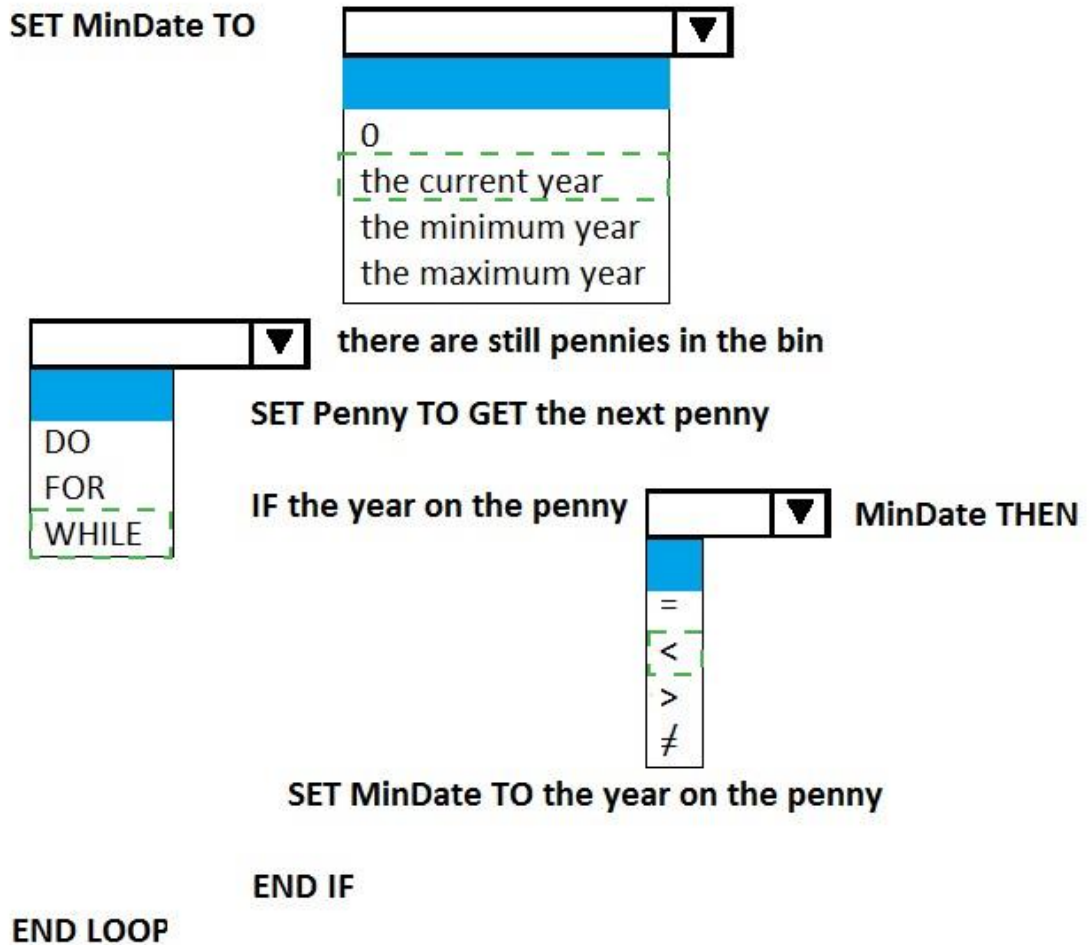 SET MinDate TO
0
the current year
the minimum year
the maximum year
there are still pennies in the bin
DO
FOR
WHILE
SET Penny TO GET the next penny
IF the year on the penny MinDate THEN
=
<
>
≠
SET MinDate TO the year on the penny
END IF
END LOOP